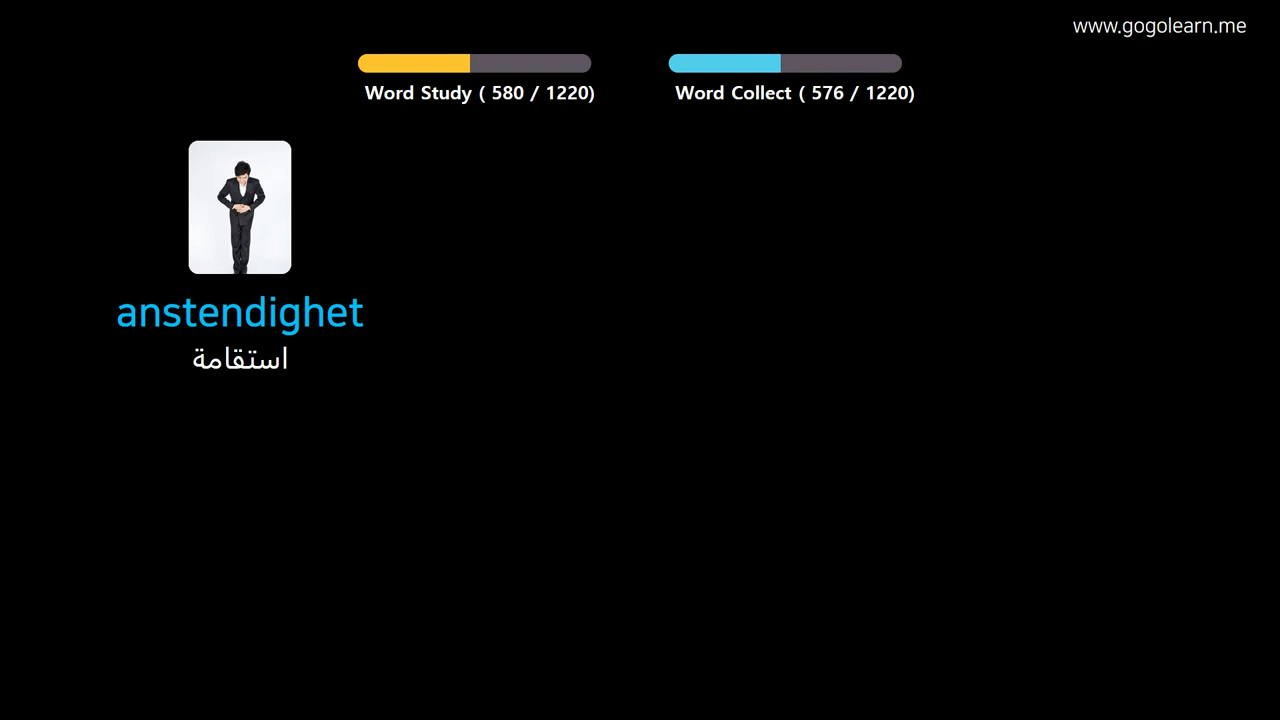 www.gogolearn.me
Word Study ( 580 / 1220)
Word Collect ( 576 / 1220)
anstendighet
استقامة